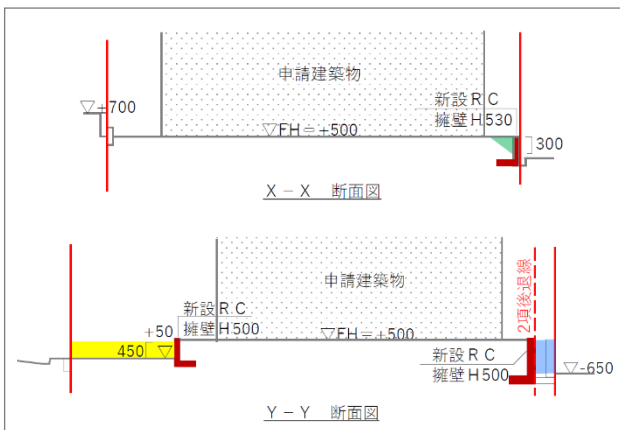 申請建築物
▽+700
新設RC
擁壁H530
▽FH=+500
300
X-X 断面図
2項後退線
申請建築物
新設RC
擁壁H500
+50
▽FH=+500
450
▽
新設RC
擁壁H500
▽-650
Y-Y 断面図